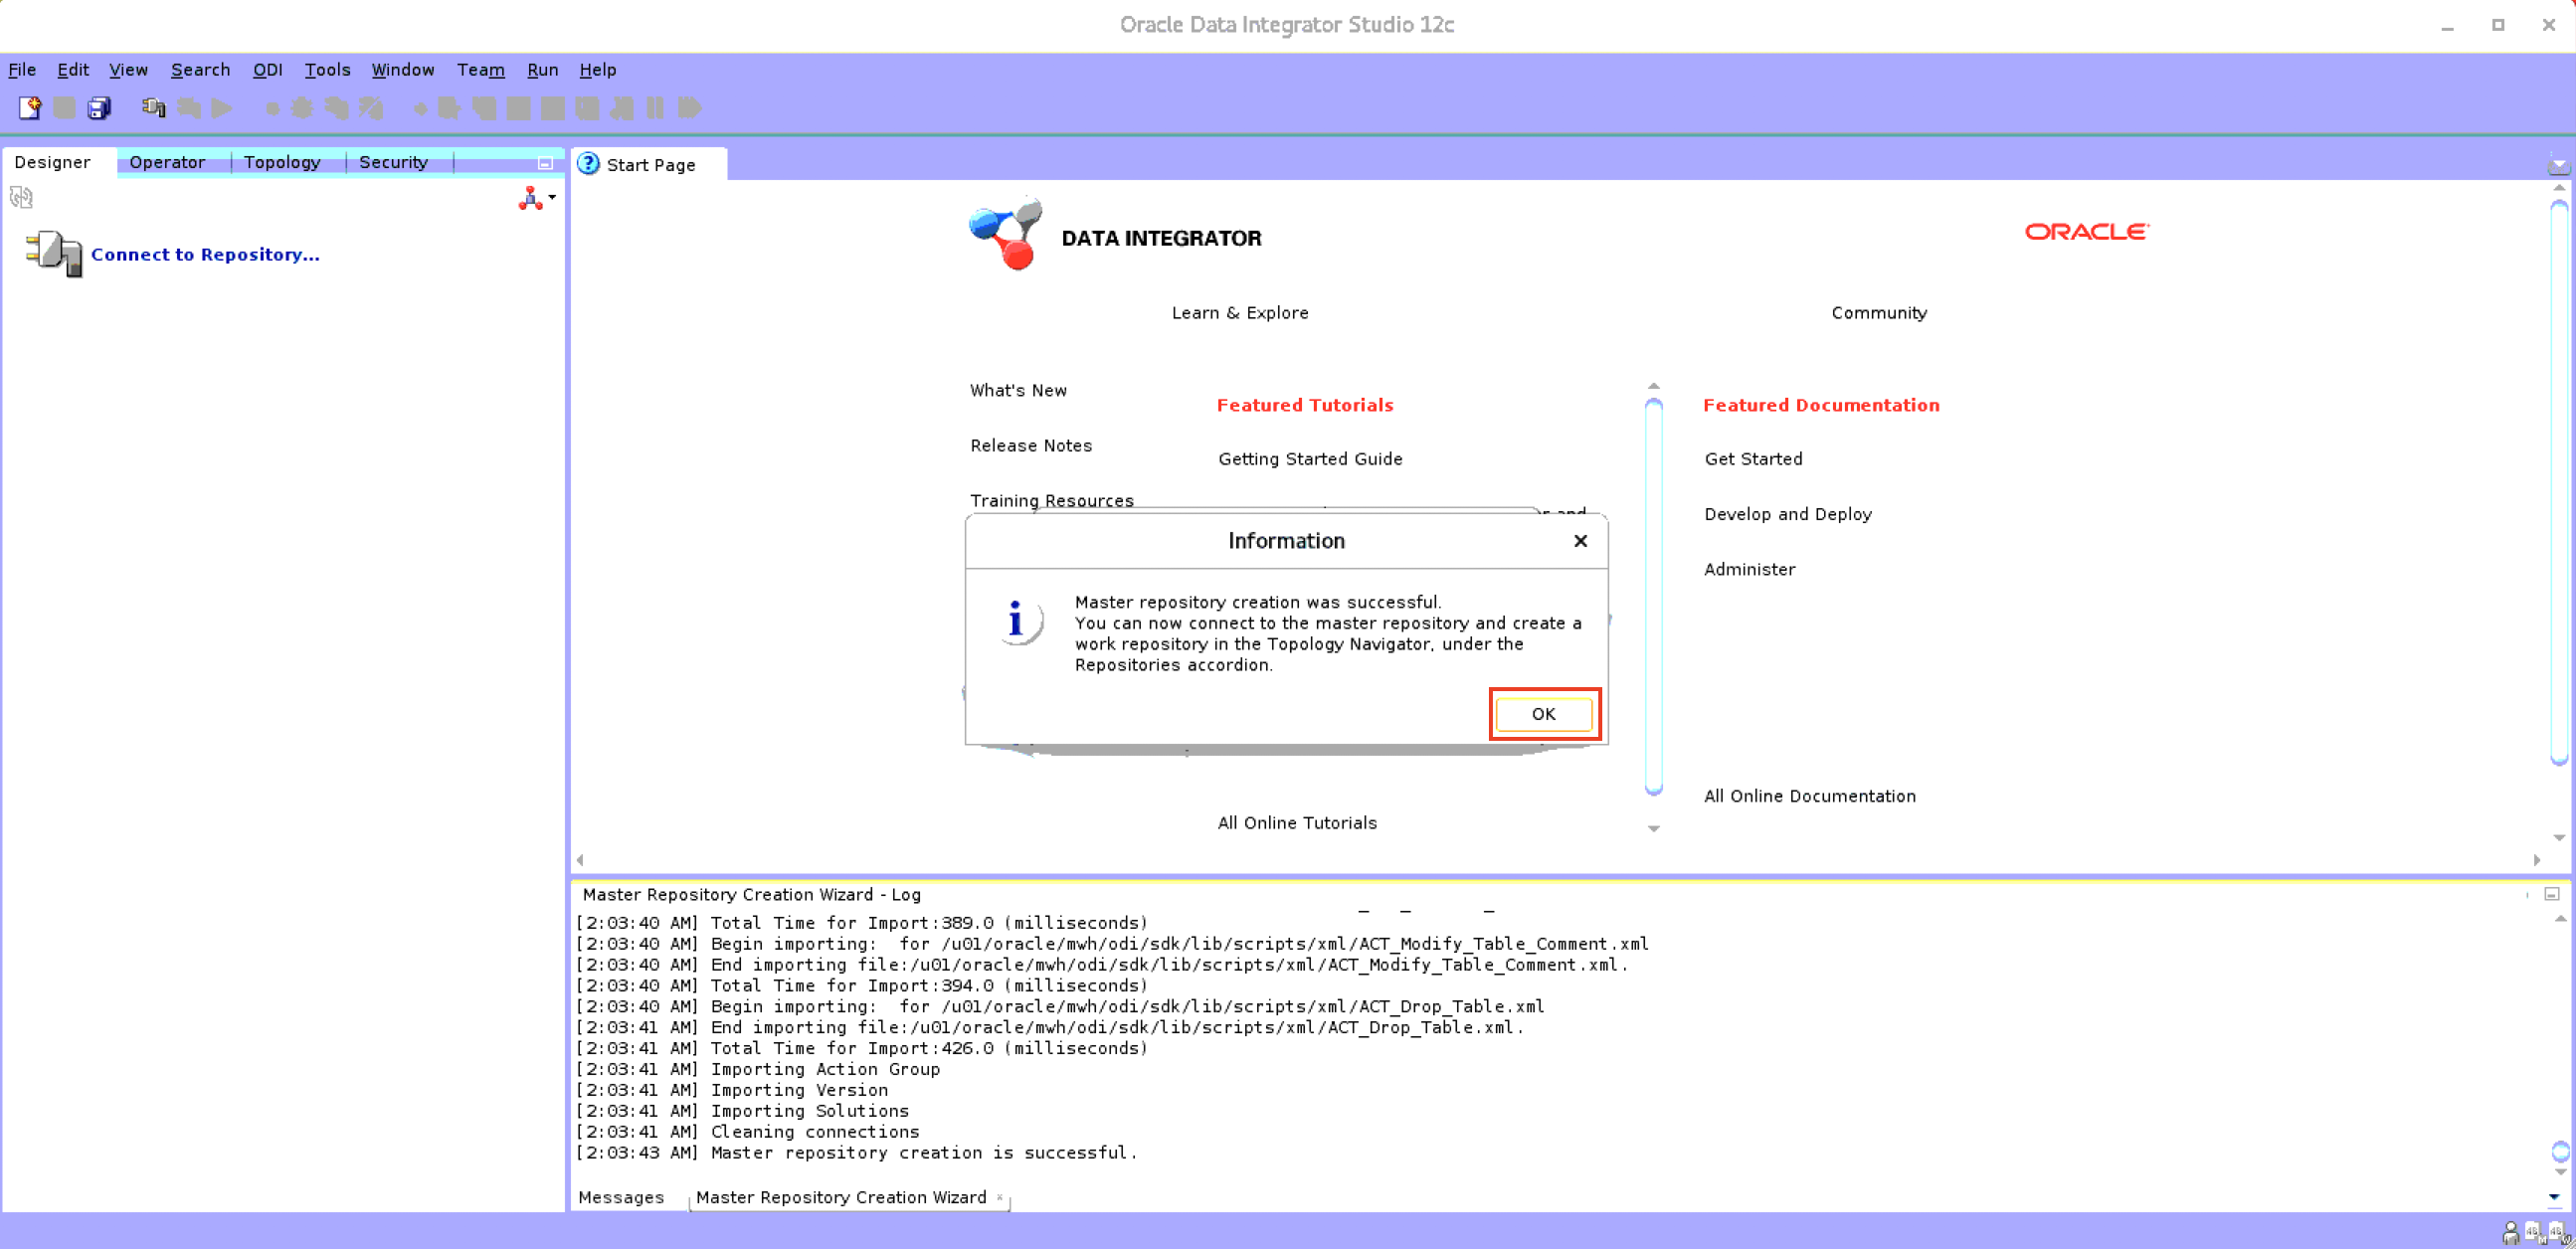 Oracle Data Integrator Studio 12c
File Edit View Search ODI Tools Window Team Run Help
Designer Operator Topology Security
Connect to Repository...
Start Page
DATA INTEGRATOR
ORACLE
Learn & Explore
Community
What's New
Release Notes
Training Resources
Featured Tutorials
Getting Started Guide
and
All Online Tutorials
Featured Documentation
Get Started
Develop and Deploy
Administer
All Online Documentation
Information
Master repository creation was successful.
You can now connect to the master repository and create a
work repository in the Topology Navigator, under the
Repositories accordion.
OK
Master Repository Creation Wizard - Log
[2:03:40 AM] Total Time for Import:389.0 (milliseconds)
[2:03:40 AM] Begin importing:  for /u01/oracle/mwh/odi/sdk/lib/scripts/xml/ACT_Modify_Table_Comment.xml
[2:03:40 AM] End importing file:/u01/oracle/mwh/odi/sdk/lib/scripts/xml/ACT_Modify_Table_Comment.xml.
[2:03:40 AM] Total Time for Import:394.0 (milliseconds)
[2:03:40 AM] Begin importing:  for /u01/oracle/mwh/odi/sdk/lib/scripts/xml/ACT_Drop_Table.xml
[2:03:41 AM] End importing file:/u01/oracle/mwh/odi/sdk/lib/scripts/xml/ACT_Drop_Table.xml.
[2:03:41 AM] Total Time for Import:426.0 (milliseconds)
[2:03:41 AM] Importing Action Group
[2:03:41 AM] Importing Version
[2:03:41 AM] Importing Solutions
[2:03:41 AM] Cleaning connections
[2:03:43 AM] Master repository creation is successful.
Messages Master Repository Creation Wizard